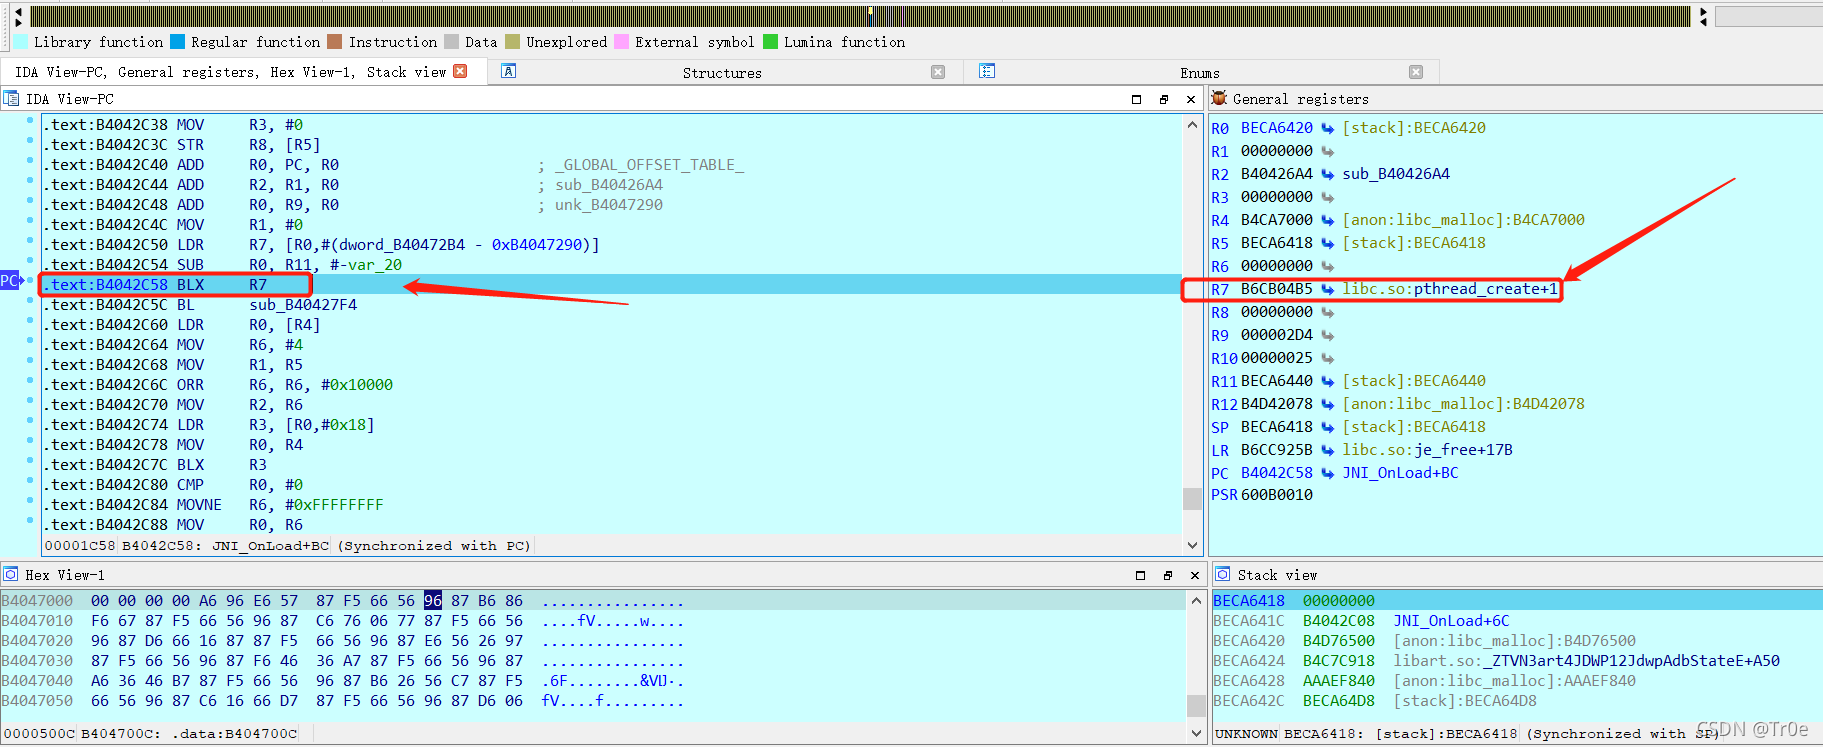 Library function Regular function Instruction Data Unexplored External symbol Lumina function
IDA View-PC, General registers, Hex View-1, Stack view
Structures
Enums
IDA View-PC
.text:B4042C38 MOV R3, #0
.text:B4042C3C STR R8, [R5]
.text:B4042C40 ADD R0, PC, R0 ; _GLOBAL_OFFSET_TABLE_
.text:B4042C44 ADD R2, R1, R0 ; sub_B40426A4
.text:B4042C48 ADD R0, R9, R0 ; unk_B4047290
.text:B4042C4C MOV R1, #0
.text:B4042C50 LDR R7, [R0,#(dword_B40472B4 - 0xB4047290)]
.text:B4042C54 SUB R0, R11, #-var_20
PC
.text:B4042C58 BLX R7
.text:B4042C5C BL sub_B40427F4
.text:B4042C60 LDR R0, [R4]
.text:B4042C64 MOV R6, #4
.text:B4042C68 MOV R1, R5
.text:B4042C6C ORR R6, R6, #0x10000
.text:B4042C70 MOV R2, R6
.text:B4042C74 LDR R3, [R0,#0x18]
.text:B4042C78 MOV R0, R4
.text:B4042C7C BLX R3
.text:B4042C80 CMP R0, #0
.text:B4042C84 MOVNE R6, #0xFFFFFFFF
.text:B4042C88 MOV R0, R6
00001C58 B4042C58: JNI_OnLoad+BC (Synchronized with PC)
General registers
R0 BECA6420 [stack]:BECA6420
R1 00000000
R2 B40426A4 sub_B40426A4
R3 00000000
R4 B4CA7000 [anon:libc_malloc]:B4CA7000
R5 BECA6418 [stack]:BECA6418
R6 00000000
R7 B6CB04B5 libc.so:pthread_create+1
R8 00000000
R9 000002D4
R10 00000025
R11 BECA6440 [stack]:BECA6440
R12 B4D42078 [anon:libc_malloc]:B4D42078
SP BECA6418 [stack]:BECA6418
LR B6CC925B libc.so:je_free+17B
PC B4042C58 JNI_OnLoad+BC
PSR 600B0010
Hex View-1
B4047000 00 00 00 00 A6 96 E6 57 87 F5 66 56 96 87 B6 86 ................
B4047010 F6 67 87 F5 66 56 96 87 C6 76 06 77 87 F5 66 56 ....fV.....w....
B4047020 96 87 D6 66 16 87 87 F5 66 56 96 87 E6 56 26 97 ................
B4047030 87 F5 66 56 96 87 F6 46 36 A7 87 F5 66 56 96 87 ................
B4047040 A6 36 46 B7 87 F5 66 56 96 87 B6 26 56 C7 87 F5
B4047050 66 56 96 87 C6 16 66 D7 87 F5 66 56 96 87 D6 06 fV....f.........
0000500C B404700C: .data:B404700C
Stack view
BECA6418 00000000
BECA641C B4042C08 JNI_OnLoad+6C
BECA6420 B4D76500 [anon:libc_malloc]:B4D76500
BECA6424 B4C7C918 libart.so:_ZTVN3art4JDWP12JdwpAdbStateE+A50
BECA6428 AAAEF840 [anon:libc_malloc]:AAAEF840
BECA642C BECA64D8 [stack]:BECA64D8
UNKNOWN BECA6418: [stack]:BECA6418 (Synchronized with SP)
CSDN @Tr0e